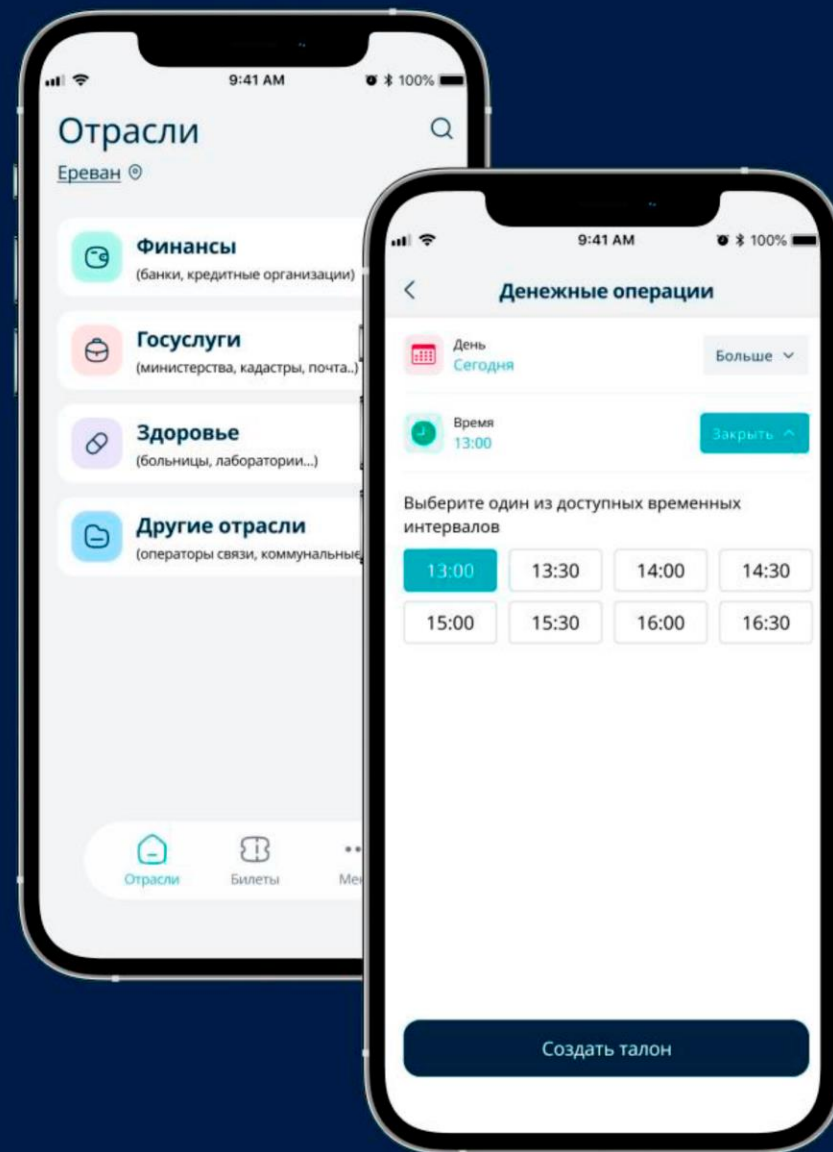 9:41 AM
100%
Отрасли
Ереван
Финансы
(банки, кредитные организации)
Госуслуги
(министерства, кадастры, почта..)
Здоровье
(больницы, лаборатории...)
Другие отрасли
(операторы связи, коммунальные
Отрасли
Билеты
9:41 AM
100%
Денежные операции
День
Сегодня
Больше
Время
13:00
Закрыть
Выберите один из доступных временных
интервалов
13:00 13:30 14:00 14:30
15:00 15:30 16:00 16:30
Создать талон